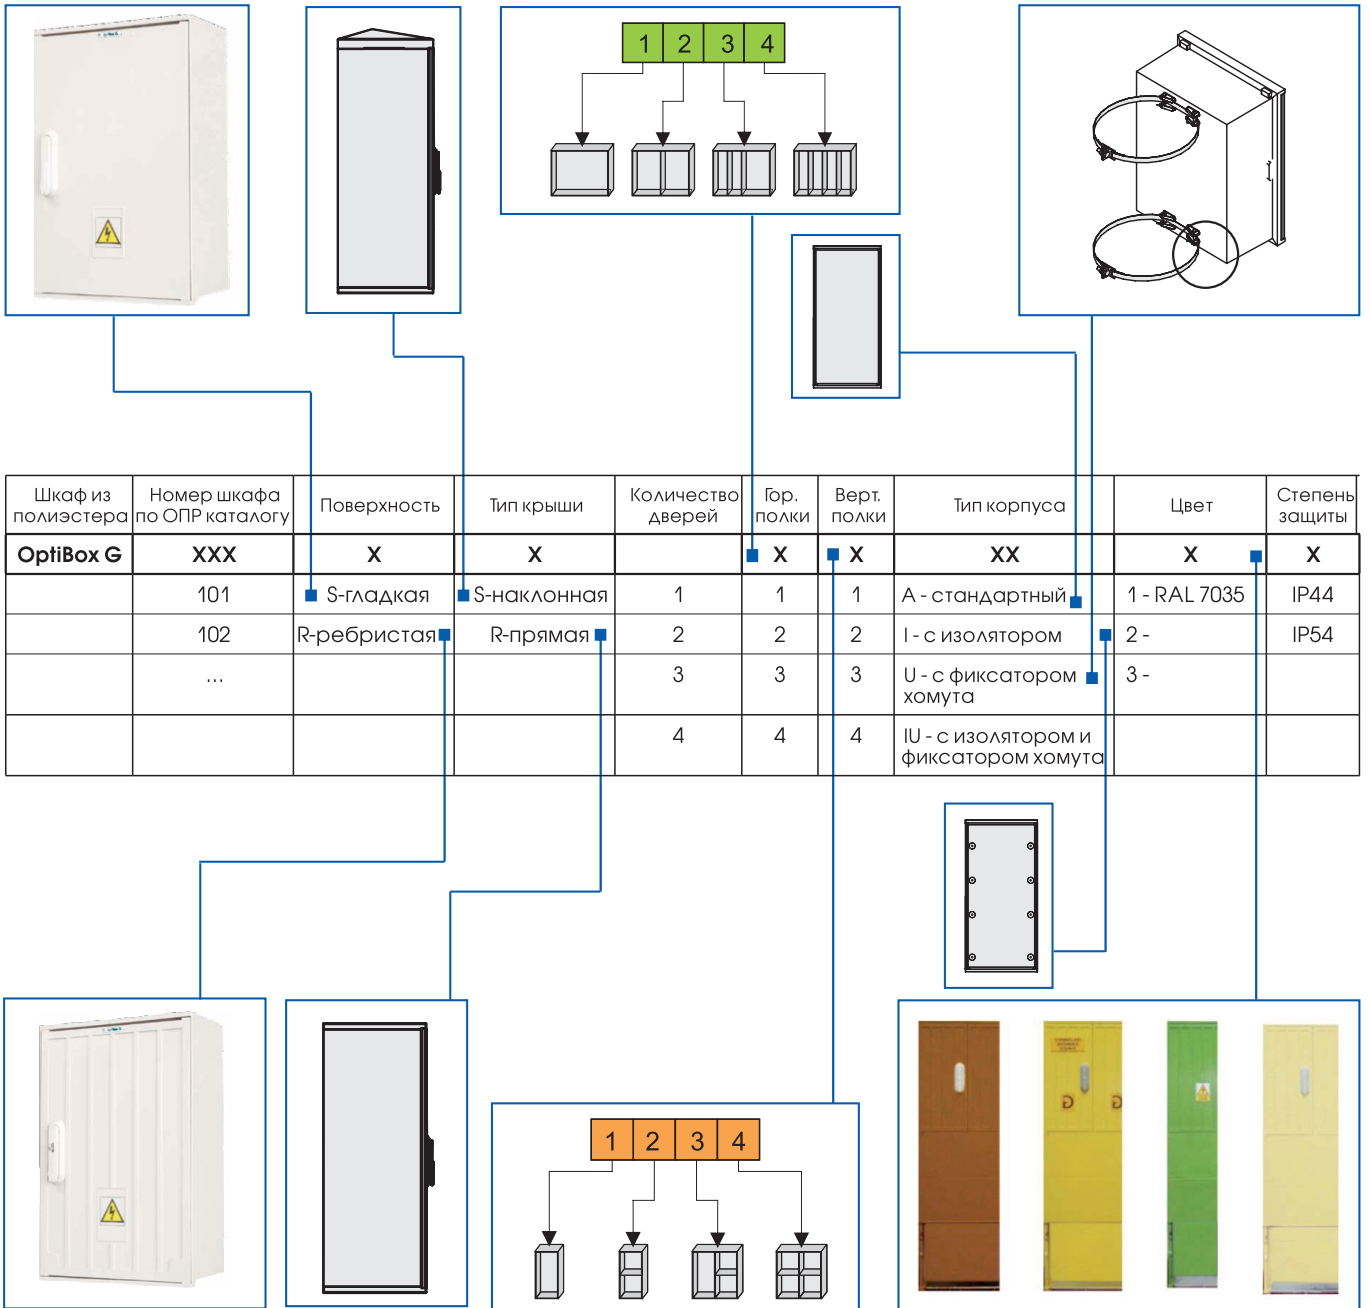 1 2 3 4
Шкаф из полиэстера
Номер шкафа по ОПР каталогу
Поверхность
Тип крыши
Количество дверей
Гор. полки
Верт. полки
Тип корпуса
Цвет
Степень защиты
OptiBox G XXX X X X X XX X X
101 S-гладкая S-наклонная 1 1 1 А - стандартный 1 - RAL 7035 IP44
102 R-ребристая R-прямая 2 2 2 I - с изолятором 2 - IP54
... 3 3 3 U - с фиксатором хомута 3 -
4 4 4 IU - с изолятором и фиксатором хомута
1 2 3 4